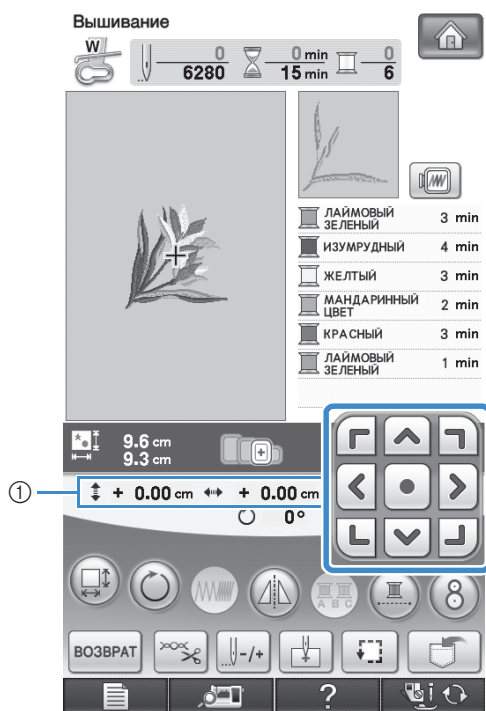 Вышивание
W
0 0 min 0
6280 15 min 6
ЛАЙМОВЫЙ
ЗЕЛЕНЫЙ 3 min
ИЗУМРУДНЫЙ 4 min
ЖЕЛТЫЙ 3 min
МАНДАРИННЫЙ
ЦВЕТ 2 min
КРАСНЫЙ 3 min
ЛАЙМОВЫЙ
ЗЕЛЕНЫЙ 1 min
9.6 cm
9.3 cm
① + 0.00 cm + 0.00 cm
0°
A B C
8
ВОЗВРАТ -/+
?